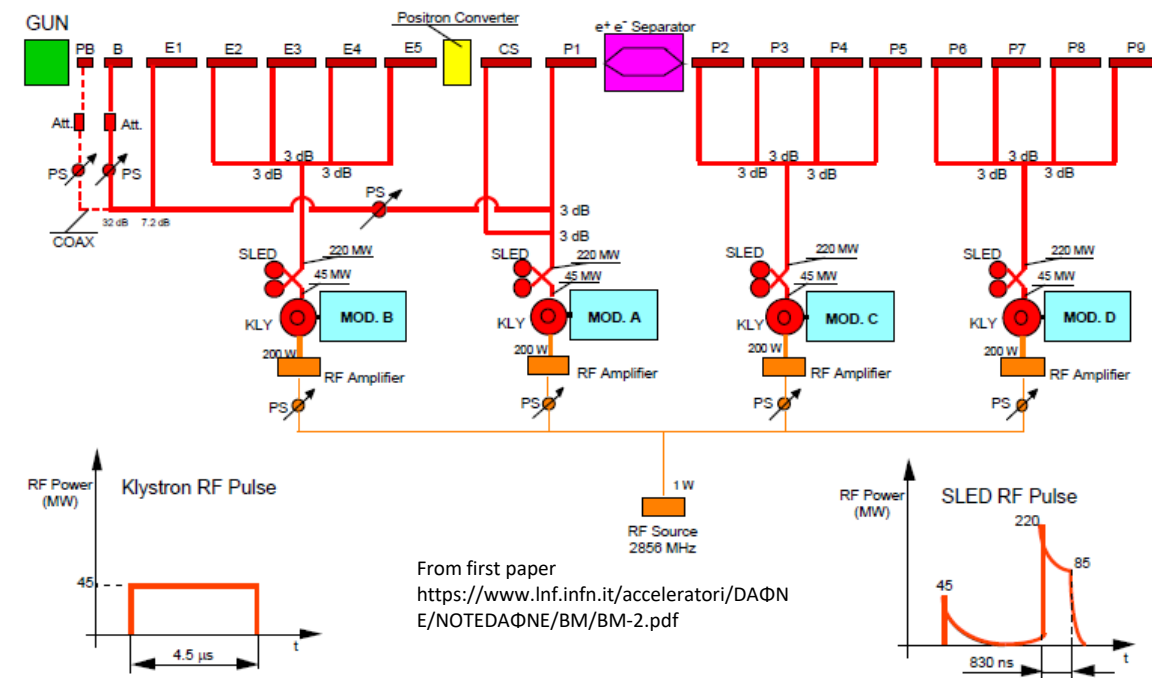 GUN
PB B E1 E2 E3 E4 E5
Positron Converter
CS P1
e⁺ e⁻ Separator
P2 P3 P4 P5 P6 P7 P8 P9
Att. Att.
PS PS
COAX
32 dB 7.2 dB
3 dB
3 dB 3 dB
PS
3 dB
3 dB
3 dB
3 dB 3 dB
3 dB
3 dB 3 dB
SLED 220 MW
45 MW
KLY MOD. B
200 W
RF Amplifier
PS
SLED 220 MW
45 MW
KLY MOD. A
200 W
RF Amplifier
PS
SLED 220 MW
45 MW
KLY MOD. C
200 W
RF Amplifier
PS
SLED 220 MW
45 MW
KLY MOD. D
200 W
RF Amplifier
PS
1 W
RF Source
2856 MHz
RF Power
(MW)
Klystron RF Pulse
45
t
4.5 µs
From first paper
https://www.lnf.infn.it/acceleratori/DAΦN
E/NOTEDAΦNE/BM/BM-2.pdf
RF Power
(MW)
SLED RF Pulse
220
85
45
t
830 ns